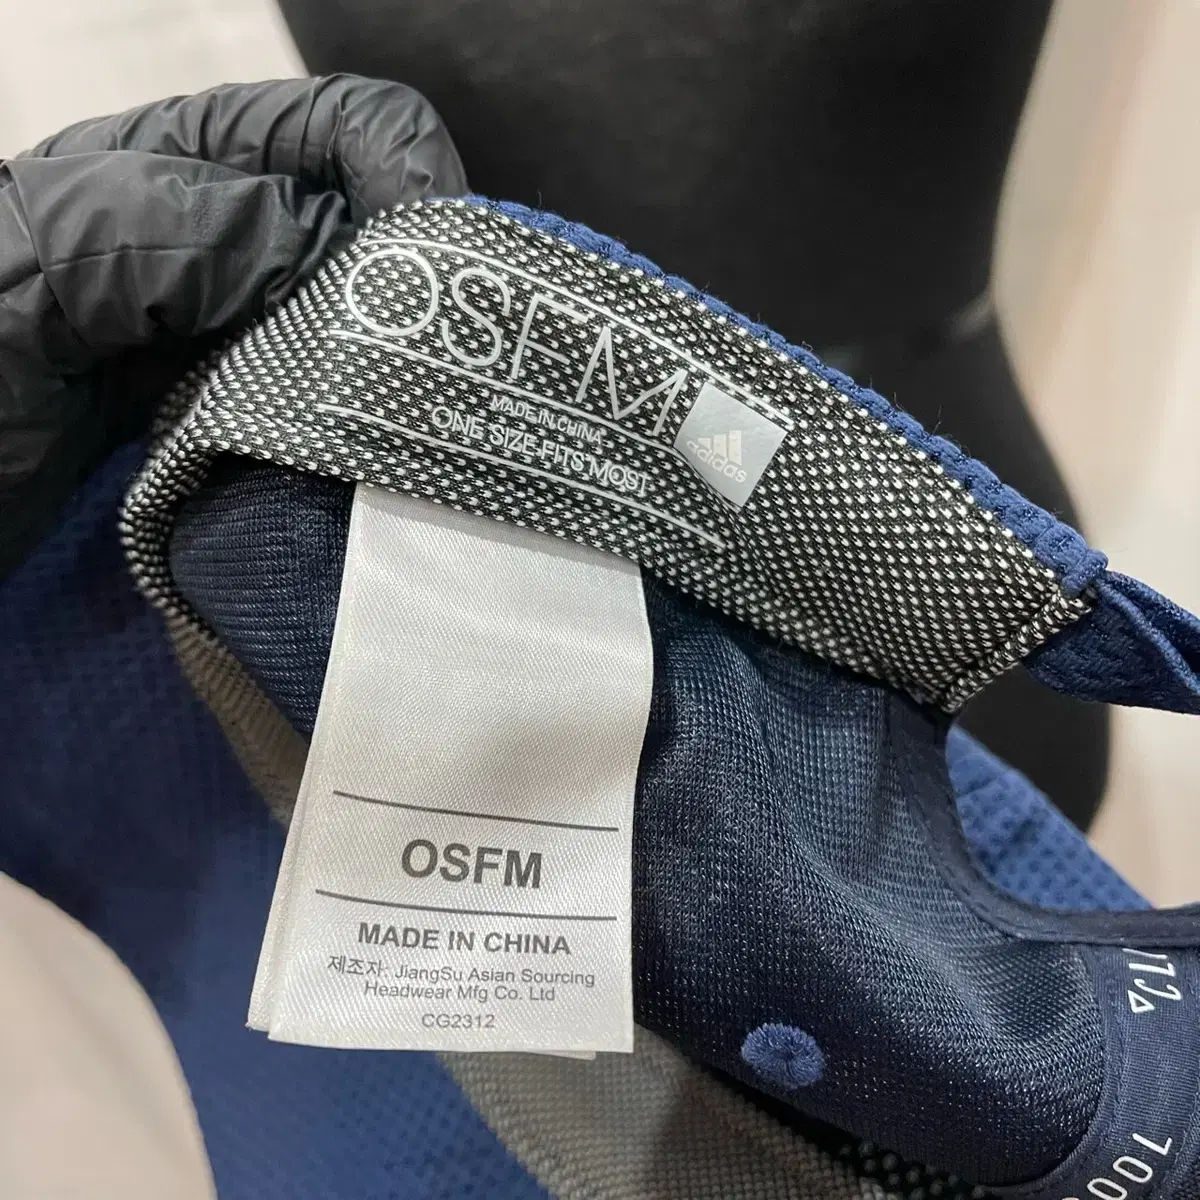 OSFM
MADE IN CHINA
ONE SIZE FITS MOST
adidas
OSFM
MADE IN CHINA
제조자: JiangSu Asian Sourcing
Headwear Mfg Co. Ltd
CG2312